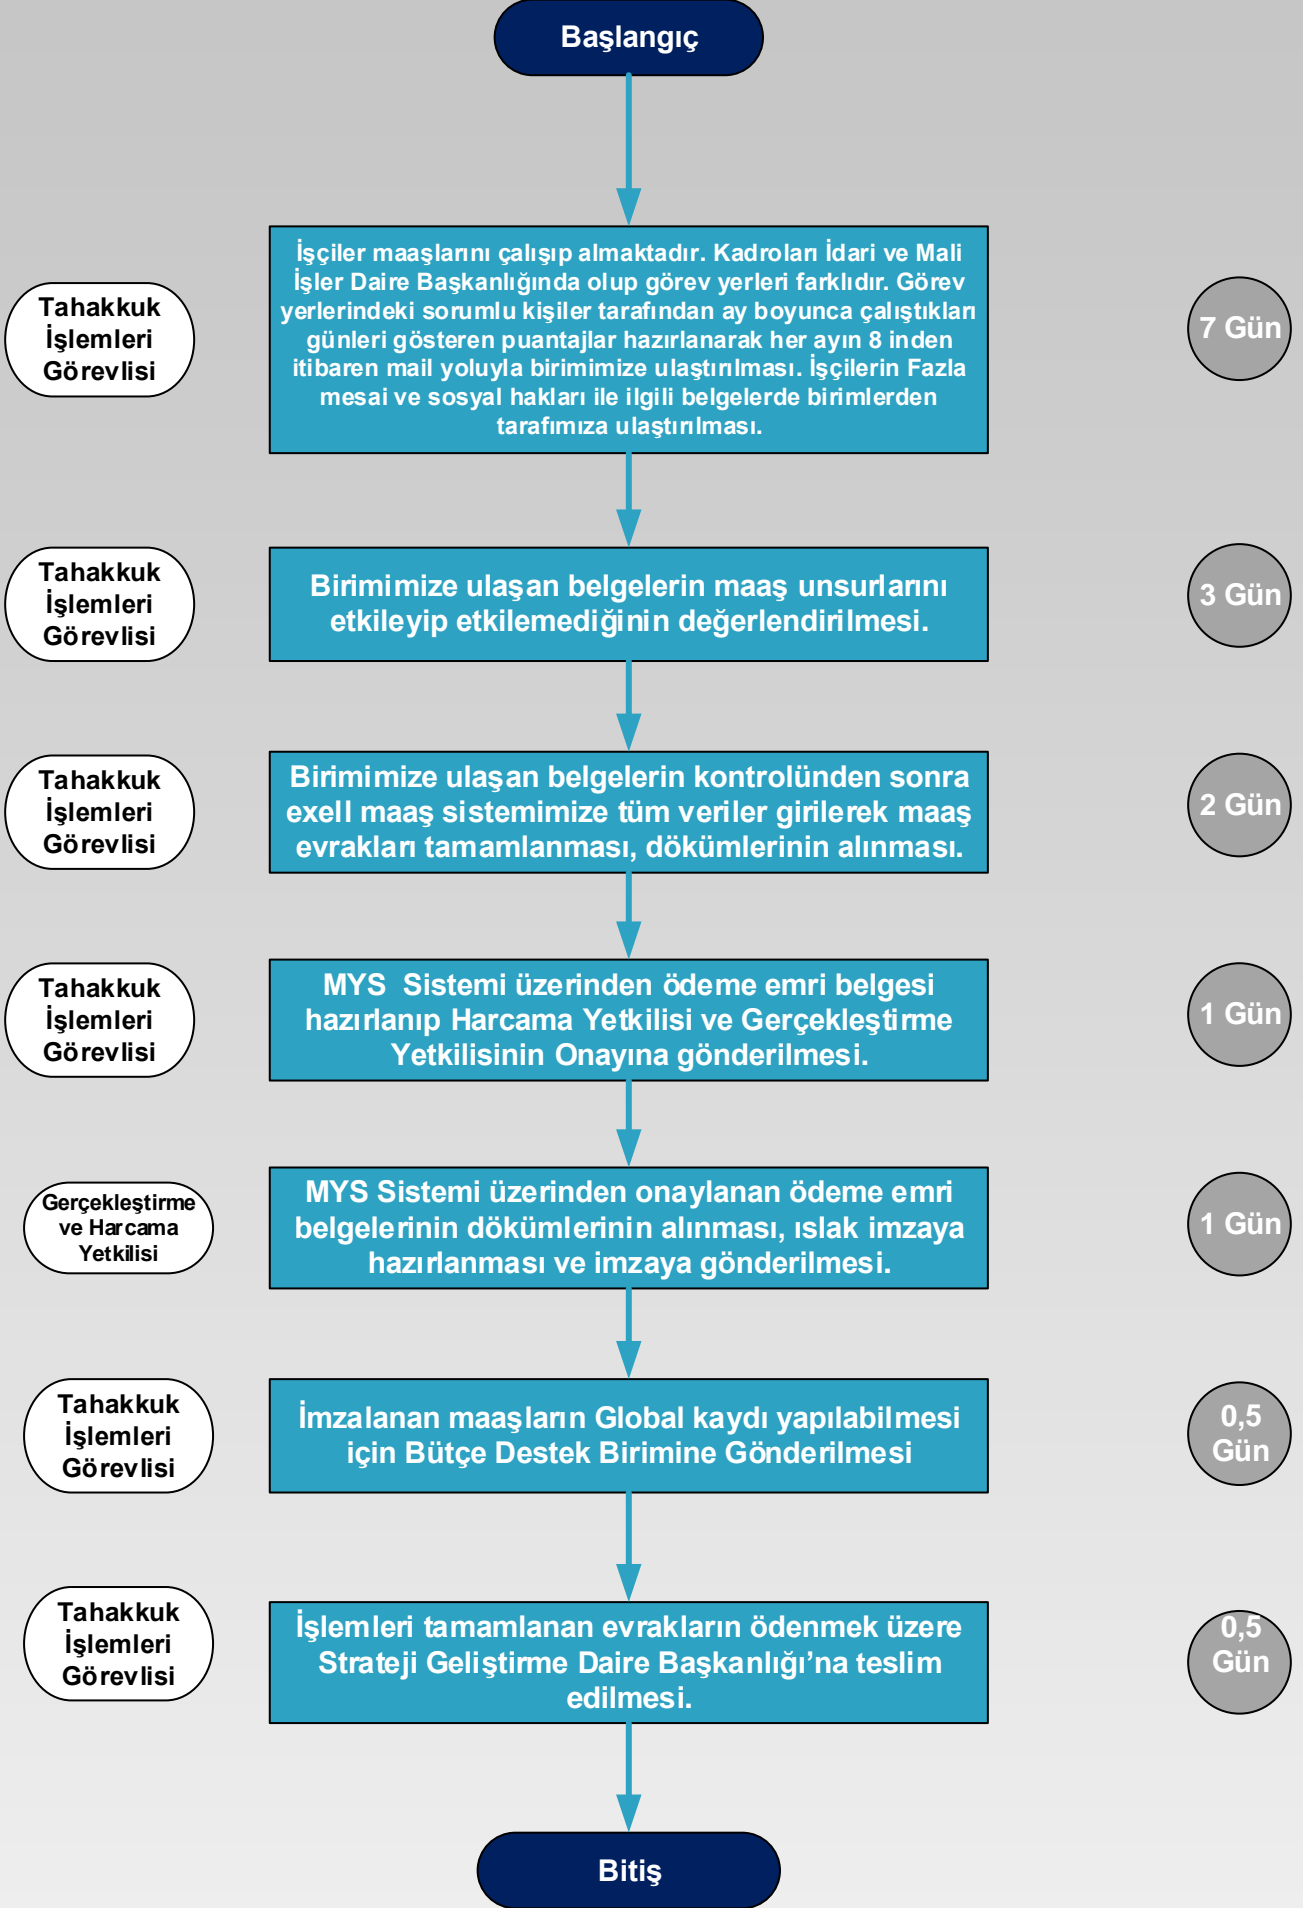 Başlangıç
Tahakkuk
İşlemleri
Görevlisi
İşçiler maaşlarını çalışıp almaktadır. Kadroları İdari ve Mali
İşler Daire Başkanlığında olup görev yerleri farklıdır. Görev
yerlerindeki sorumlu kişiler tarafından ay boyunca çalıştıkları
günleri gösteren puantajlar hazırlanarak her ayın 8 inden
itibaren mail yoluyla birimimize ulaştırılması. İşçilerin Fazla
mesai ve sosyal hakları ile ilgili belgelerde birimlerden
tarafımıza ulaştırılması.
7 Gün
Tahakkuk
İşlemleri
Görevlisi
Birimimize ulaşan belgelerin maaş unsurlarını
etkileyip etkilemediğinin değerlendirilmesi.
3 Gün
Tahakkuk
İşlemleri
Görevlisi
Birimimize ulaşan belgelerin kontrolünden sonra
exell maaş sistemimize tüm veriler girilerek maaş
evrakları tamamlanması, dökümlerinin alınması.
2 Gün
Tahakkuk
İşlemleri
Görevlisi
MYS Sistemi üzerinden ödeme emri belgesi
hazırlanıp Harcama Yetkilisi ve Gerçekleştirme
Yetkilisinin Onayına gönderilmesi.
1 Gün
Gerçekleştirme
ve Harcama
Yetkilisi
MYS Sistemi üzerinden onaylanan ödeme emri
belgelerinin dökümlerinin alınması, ıslak imzaya
hazırlanması ve imzaya gönderilmesi.
1 Gün
Tahakkuk
İşlemleri
Görevlisi
İmzalanan maaşların Global kaydı yapılabilmesi
için Bütçe Destek Birimine Gönderilmesi
0,5
Gün
Tahakkuk
İşlemleri
Görevlisi
İşlemleri tamamlanan evrakların ödenmek üzere
Strateji Geliştirme Daire Başkanlığı’na teslim
edilmesi.
0,5
Gün
Bitiş